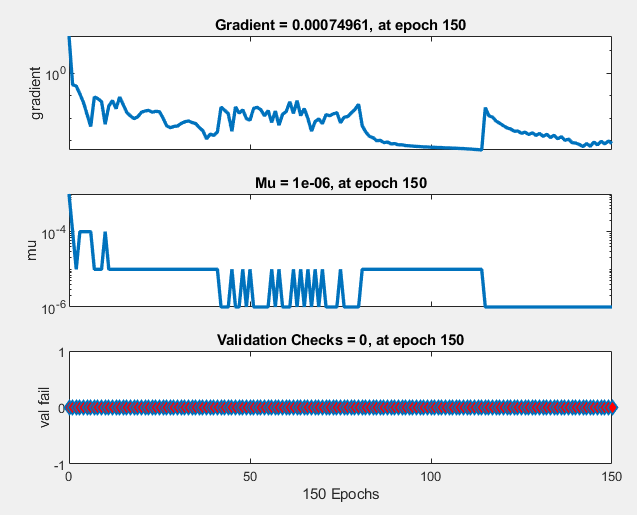 Gradient = 0.00074961, at epoch 150
gradient
10^0
Mu = 1e-06, at epoch 150
mu
10^-4
10^-6
Validation Checks = 0, at epoch 150
val fail
1
0
-1
0 50 100 150
150 Epochs